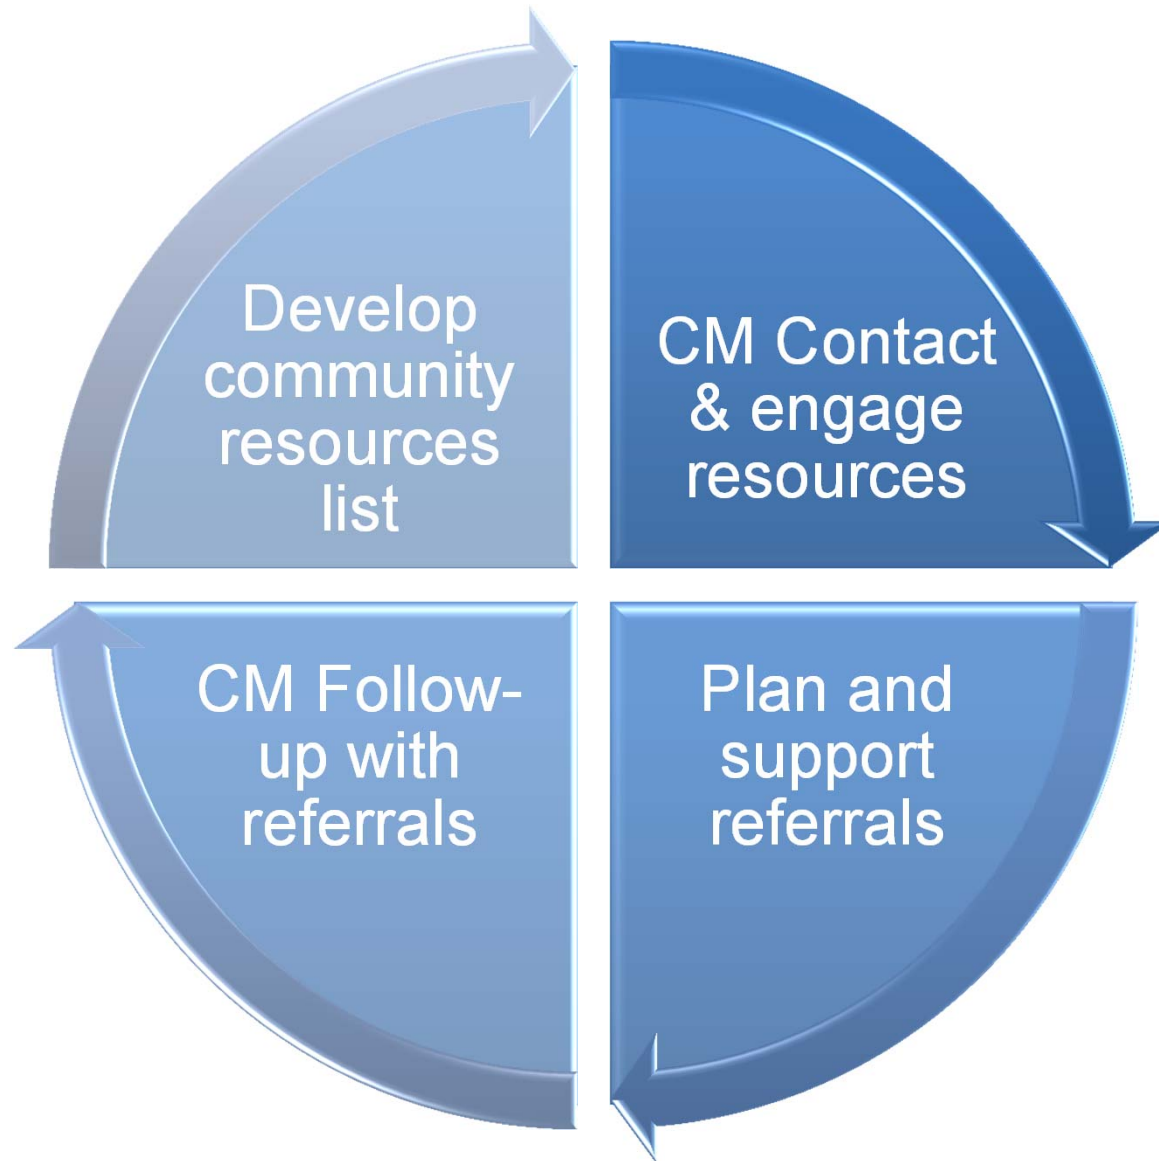 Develop
community
resources
list
CM Contact
& engage
resources
CM Follow-
up with
referrals
Plan and
support
referrals